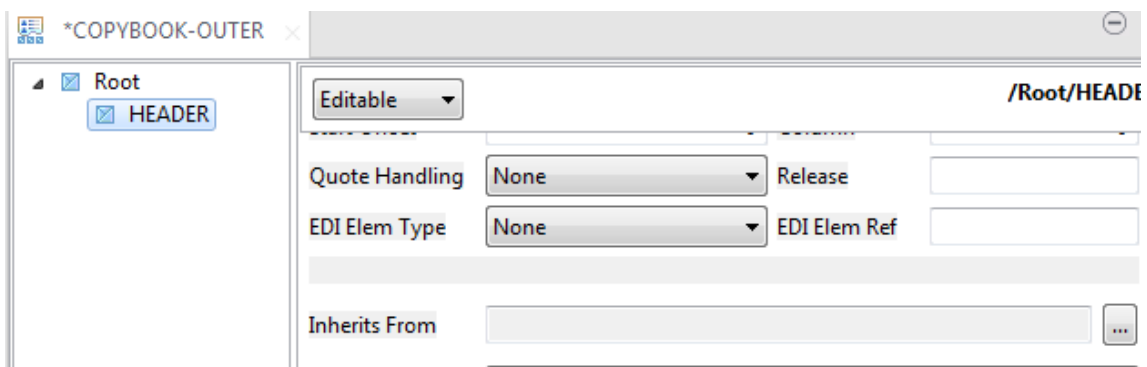 *COPYBOOK-OUTER
Root
HEADER
Editable
/Root/HEADE
Quote Handling None Release
EDI Elem Type None EDI Elem Ref
Inherits From ...